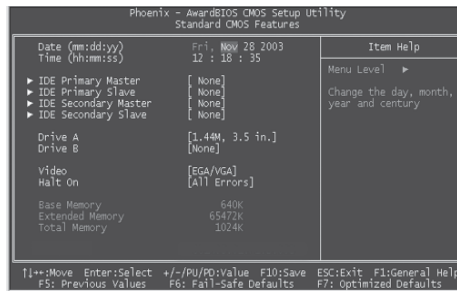 Phoenix - AwardBIOS CMOS Setup Utility
Standard CMOS Features
Date (mm:dd:yy) Fri, Nov 28 2003
Time (hh:mm:ss) 12 : 18 : 35
► IDE Primary Master [ None]
► IDE Primary Slave [ None]
► IDE Secondary Master [ None]
► IDE Secondary Slave [ None]
Drive A [1.44M, 3.5 in.]
Drive B [None]
Video [EGA/VGA]
Halt On [All Errors]
Base Memory 640K
Extended Memory 65472K
Total Memory 1024K
Item Help
Menu Level ►
Change the day, month,
year and century
↑↓→←:Move Enter:Select +/-/PU/PD:Value F10:Save ESC:Exit F1:General Help
F5: Previous Values F6: Fail-Safe Defaults F7: Optimized Defaults